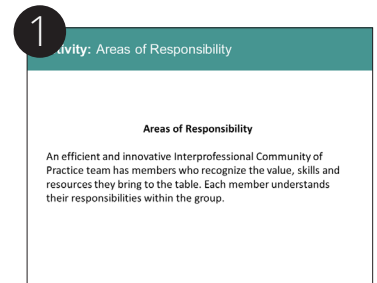 1
tivity: Areas of Responsibility
Areas of Responsibility
An efficient and innovative Interprofessional Community of
Practice team has members who recognize the value, skills and
resources they bring to the table. Each member understands
their responsibilities within the group.